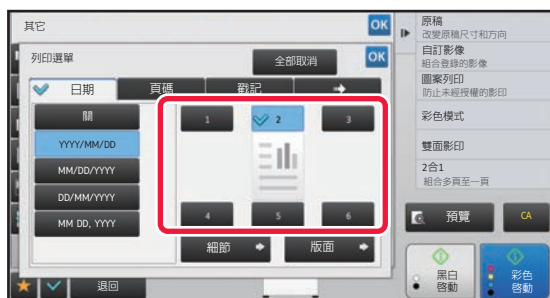 其它
OK
列印選單
全部取消
OK
日期
頁碼
戳記
關
YYYY/MM/DD
MM/DD/YYYY
DD/MM/YYYY
MM DD, YYYY
1
2
3
4
5
6
細節
版面
退回
原稿
改變原稿尺寸和方向
自訂影像
組合登錄的影像
圖案列印
防止未經授權的影印
彩色模式
雙面影印
2合1
組合多頁至一頁
預覽
CA
黑白
啓動
彩色
啓動